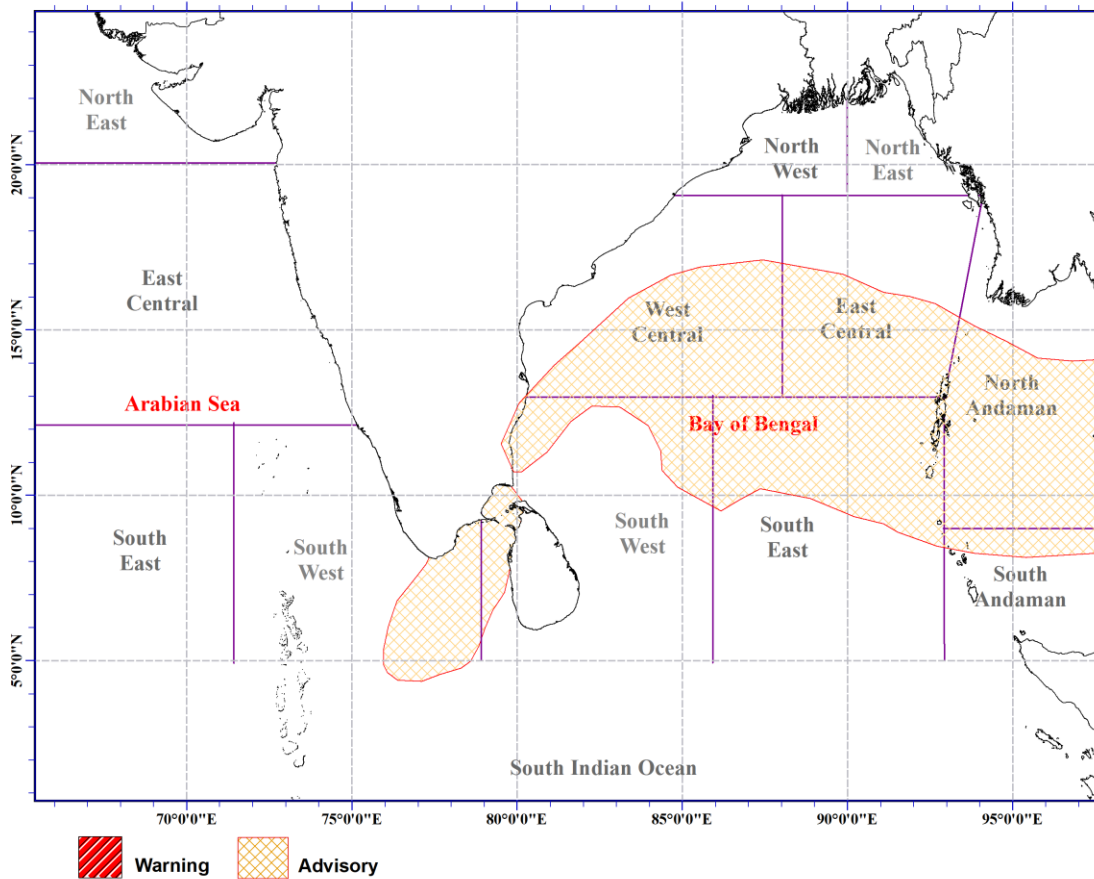 North
East
North
West
North
East
20°0'0"N
East
Central
West
Central
East
Central
15°0'0"N
Arabian Sea
Bay of Bengal
North
Andaman
10°0'0"N
South
East
South
West
South
West
South
East
South
Andaman
5°0'0"N
South Indian Ocean
70°0'0"E
75°0'0"E
80°0'0"E
85°0'0"E
90°0'0"E
95°0'0"E
Warning
Advisory